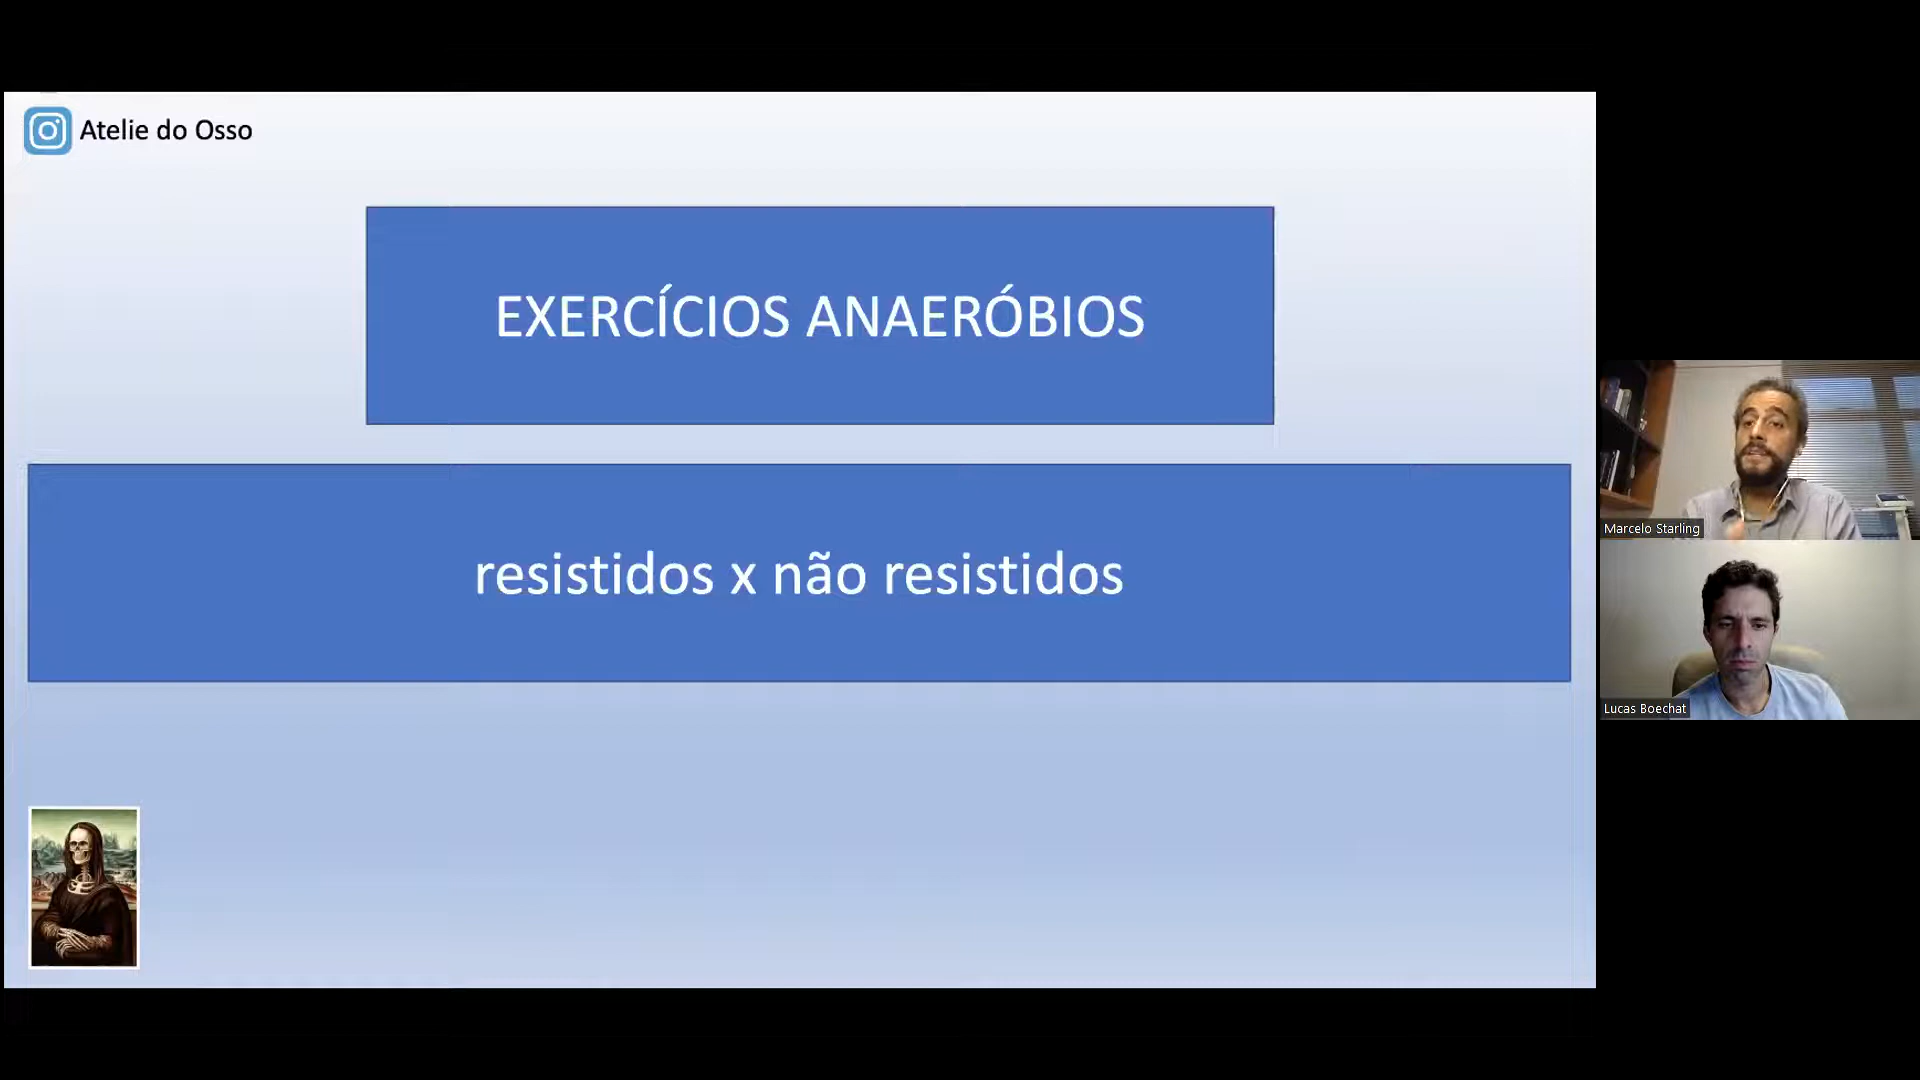 Atelie do Osso
EXERCÍCIOS ANAERÓBIOS
resistidos x não resistidos
Marcelo Starling
Lucas Boechat